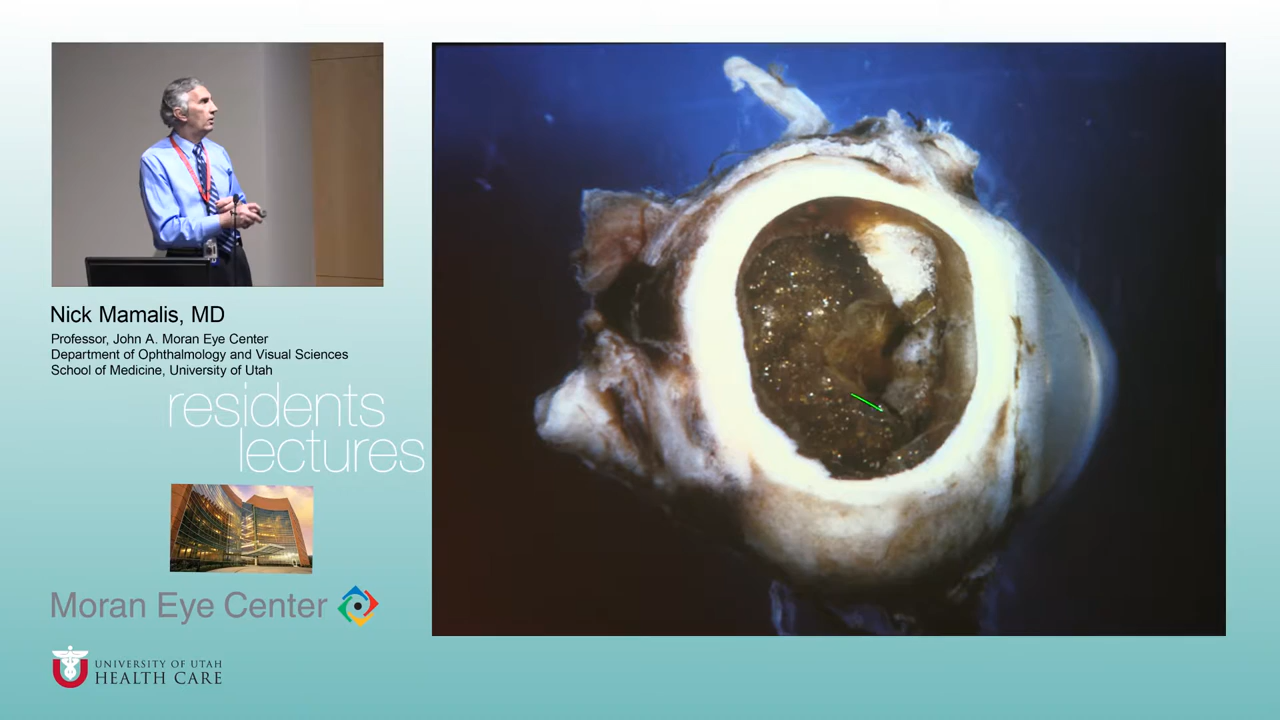 Nick Mamalis, MD
Professor, John A. Moran Eye Center
Department of Ophthalmology and Visual Sciences
School of Medicine, University of Utah
residents
lectures
Moran Eye Center
UNIVERSITY OF UTAH
HEALTH CARE